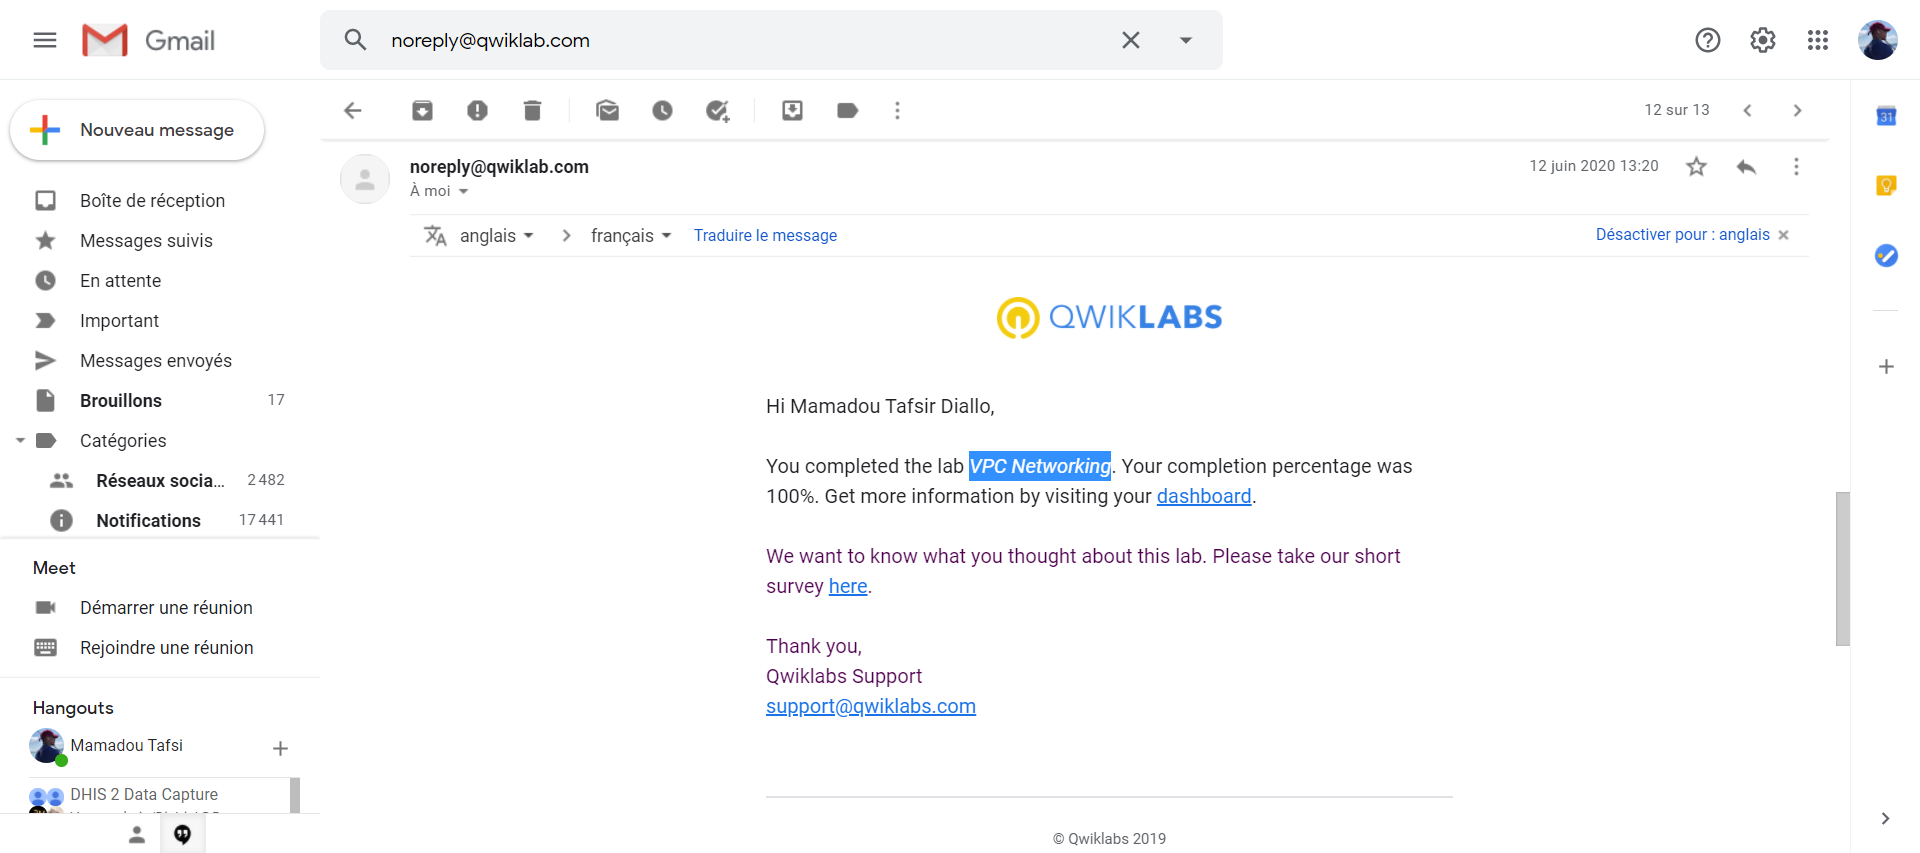 Gmail
noreply@qwiklab.com
Nouveau message
12 sur 13
31
Boîte de réception
Messages suivis
En attente
Important
Messages envoyés
Brouillons 17
Catégories
Réseaux socia... 2 482
Notifications 17 441
Meet
Démarrer une réunion
Rejoindre une réunion
Hangouts
Mamadou Tafsi
DHIS 2 Data Capture
noreply@qwiklab.com
12 juin 2020 13:20
À moi
anglais français Traduire le message
Désactiver pour : anglais
QWIKLABS
Hi Mamadou Tafsir Diallo,
You completed the lab VPC Networking. Your completion percentage was
100%. Get more information by visiting your dashboard.
We want to know what you thought about this lab. Please take our short
survey here.
Thank you,
Qwiklabs Support
support@qwiklabs.com
© Qwiklabs 2019